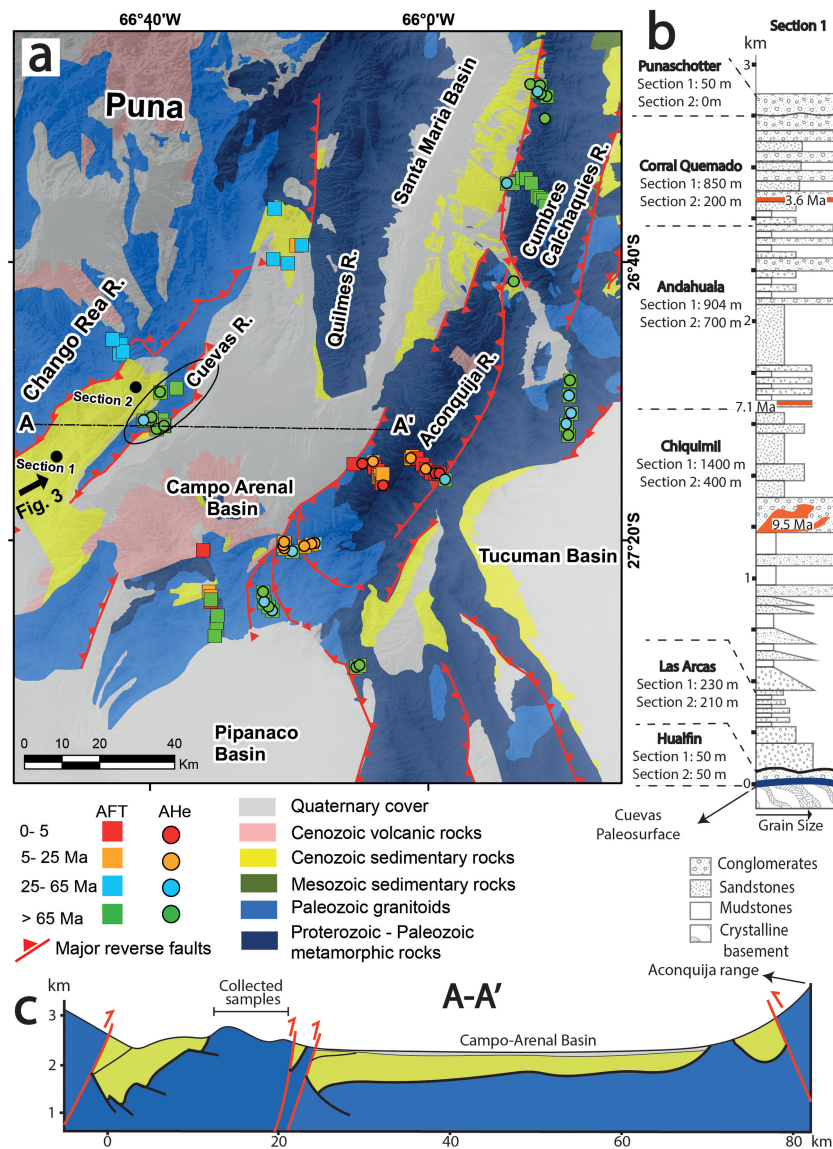 66°40'W
66°0'W
a
Puna
Santa Maria Basin
Cumbres
Calchaquies R.
26°40'S
Quilmes R.
Chango Rea R.
Cuevas R.
Section 2
A
A'
Aconquija R.
Section 1
Fig. 3
Campo Arenal
Basin
27°20'S
Tucuman Basin
Pipanaco
Basin
0 10 20 40
Km
AFT AHe
0- 5
5- 25 Ma
25- 65 Ma
> 65 Ma
Major reverse faults
Quaternary cover
Cenozoic volcanic rocks
Cenozoic sedimentary rocks
Mesozoic sedimentary rocks
Paleozoic granitoids
Proterozoic - Paleozoic
metamorphic rocks
b
Section 1
km
3
Punaschotter
Section 1: 50 m
Section 2: 0m
Corral Quemado
Section 1: 850 m
Section 2: 200 m
3.6 Ma
Andahuala
Section 1: 904 m
Section 2: 700 m
2
7.1 Ma
Chiquimil
Section 1: 1400 m
Section 2: 400 m
9.5 Ma
1
Las Arcas
Section 1: 230 m
Section 2: 210 m
Hualfin
Section 1: 50 m
Section 2: 50 m
0
Cuevas
Paleosurface
Grain Size
Conglomerates
Sandstones
Mudstones
Crystalline
basement
Aconquija range
c
km
3
2
1
Collected
samples
A-A'
Campo-Arenal Basin
0 20 40 60 80 km